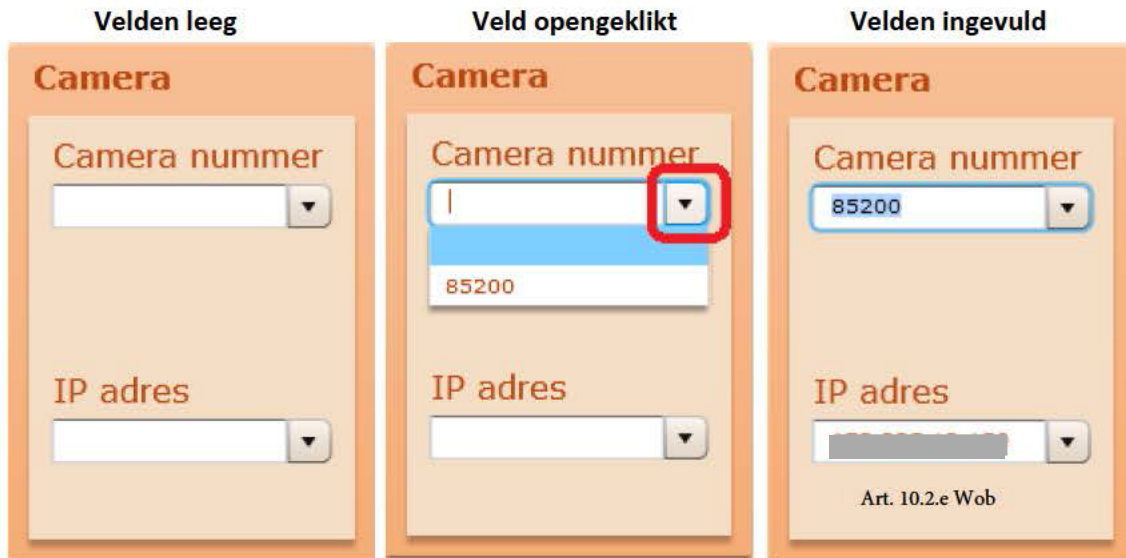 Velden leeg
Camera
Camera nummer
IP adres
Veld opengeklikt
Camera
Camera nummer
85200
IP adres
Velden ingevuld
Camera
Camera nummer
85200
IP adres
Art. 10.2.e Wob